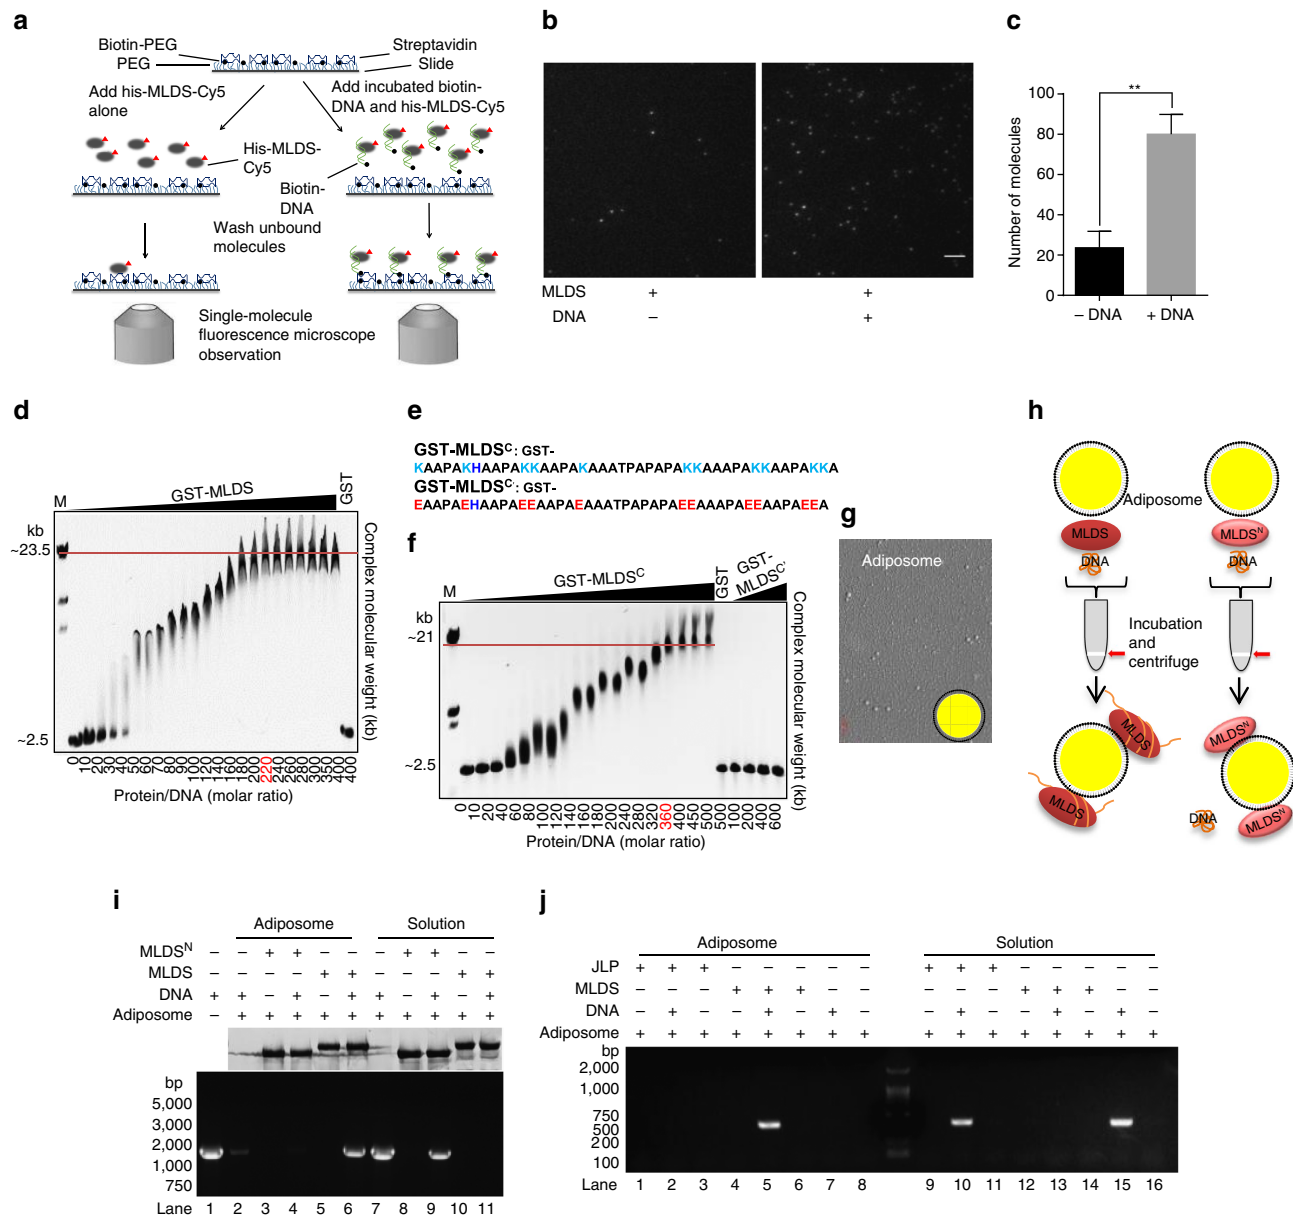 a
Biotin-PEG
PEG
Streptavidin
Slide
Add his-MLDS-Cy5
alone
Add incubated biotin-
DNA and his-MLDS-Cy5
His-MLDS-
Cy5
Biotin-
DNA
Wash unbound
molecules
Single-molecule
fluorescence microscope
observation
b
MLDS + +
DNA – +
c
**
Number of molecules
100
80
60
40
20
0
– DNA + DNA
d
M GST-MLDS GST
kb
~23.5
~2.5
Complex molecular weight (kb)
0 10 20 30 40 50 60 70 80 90 100 120 140 160 180 200 220 240 260 280 300 350 400 400
Protein/DNA (molar ratio)
e
GST-MLDSC: GST-
KAAPAKHAAPAKKAAPAKAAATPAPAPAKKAAAPAKKAAPAKKA
GST-MLDSC: GST-
EAAPAEHAAPAEEAAPAEAAATPAPAPAEEAAAPAEEAAPAEEA
f
M GST-MLDSC GST GST-
MLDSC'
kb
~21
~2.5
Complex molecular weight (kb)
0 10 20 40 60 80 100 120 140 160 180 200 240 280 320 360 400 450 500 500 100 200 400 600
Protein/DNA (molar ratio)
g
Adiposome
h
Adiposome
MLDS MLDSN
DNA DNA
Incubation
and
centrifuge
MLDS MLDSN
MLDS MLDSN
DNA
i
Adiposome Solution
MLDSN – – + + – – – + + – –
MLDS – – – – + + – – – + +
DNA + + – + – + + – + – +
Adiposome – + + + + + + + + + +
bp
5,000
3,000
2,000
1,000
750
Lane 1 2 3 4 5 6 7 8 9 10 11
j
Adiposome Solution
JLP + + + – – – – – + + + – – – – –
MLDS – – – + + + – – – – – + + + – –
DNA – + – – + – + – – + – – + – + –
Adiposome + + + + + + + + + + + + + + + +
bp
2,000
1,000
750
500
200
100
Lane 1 2 3 4 5 6 7 8 9 10 11 12 13 14 15 16